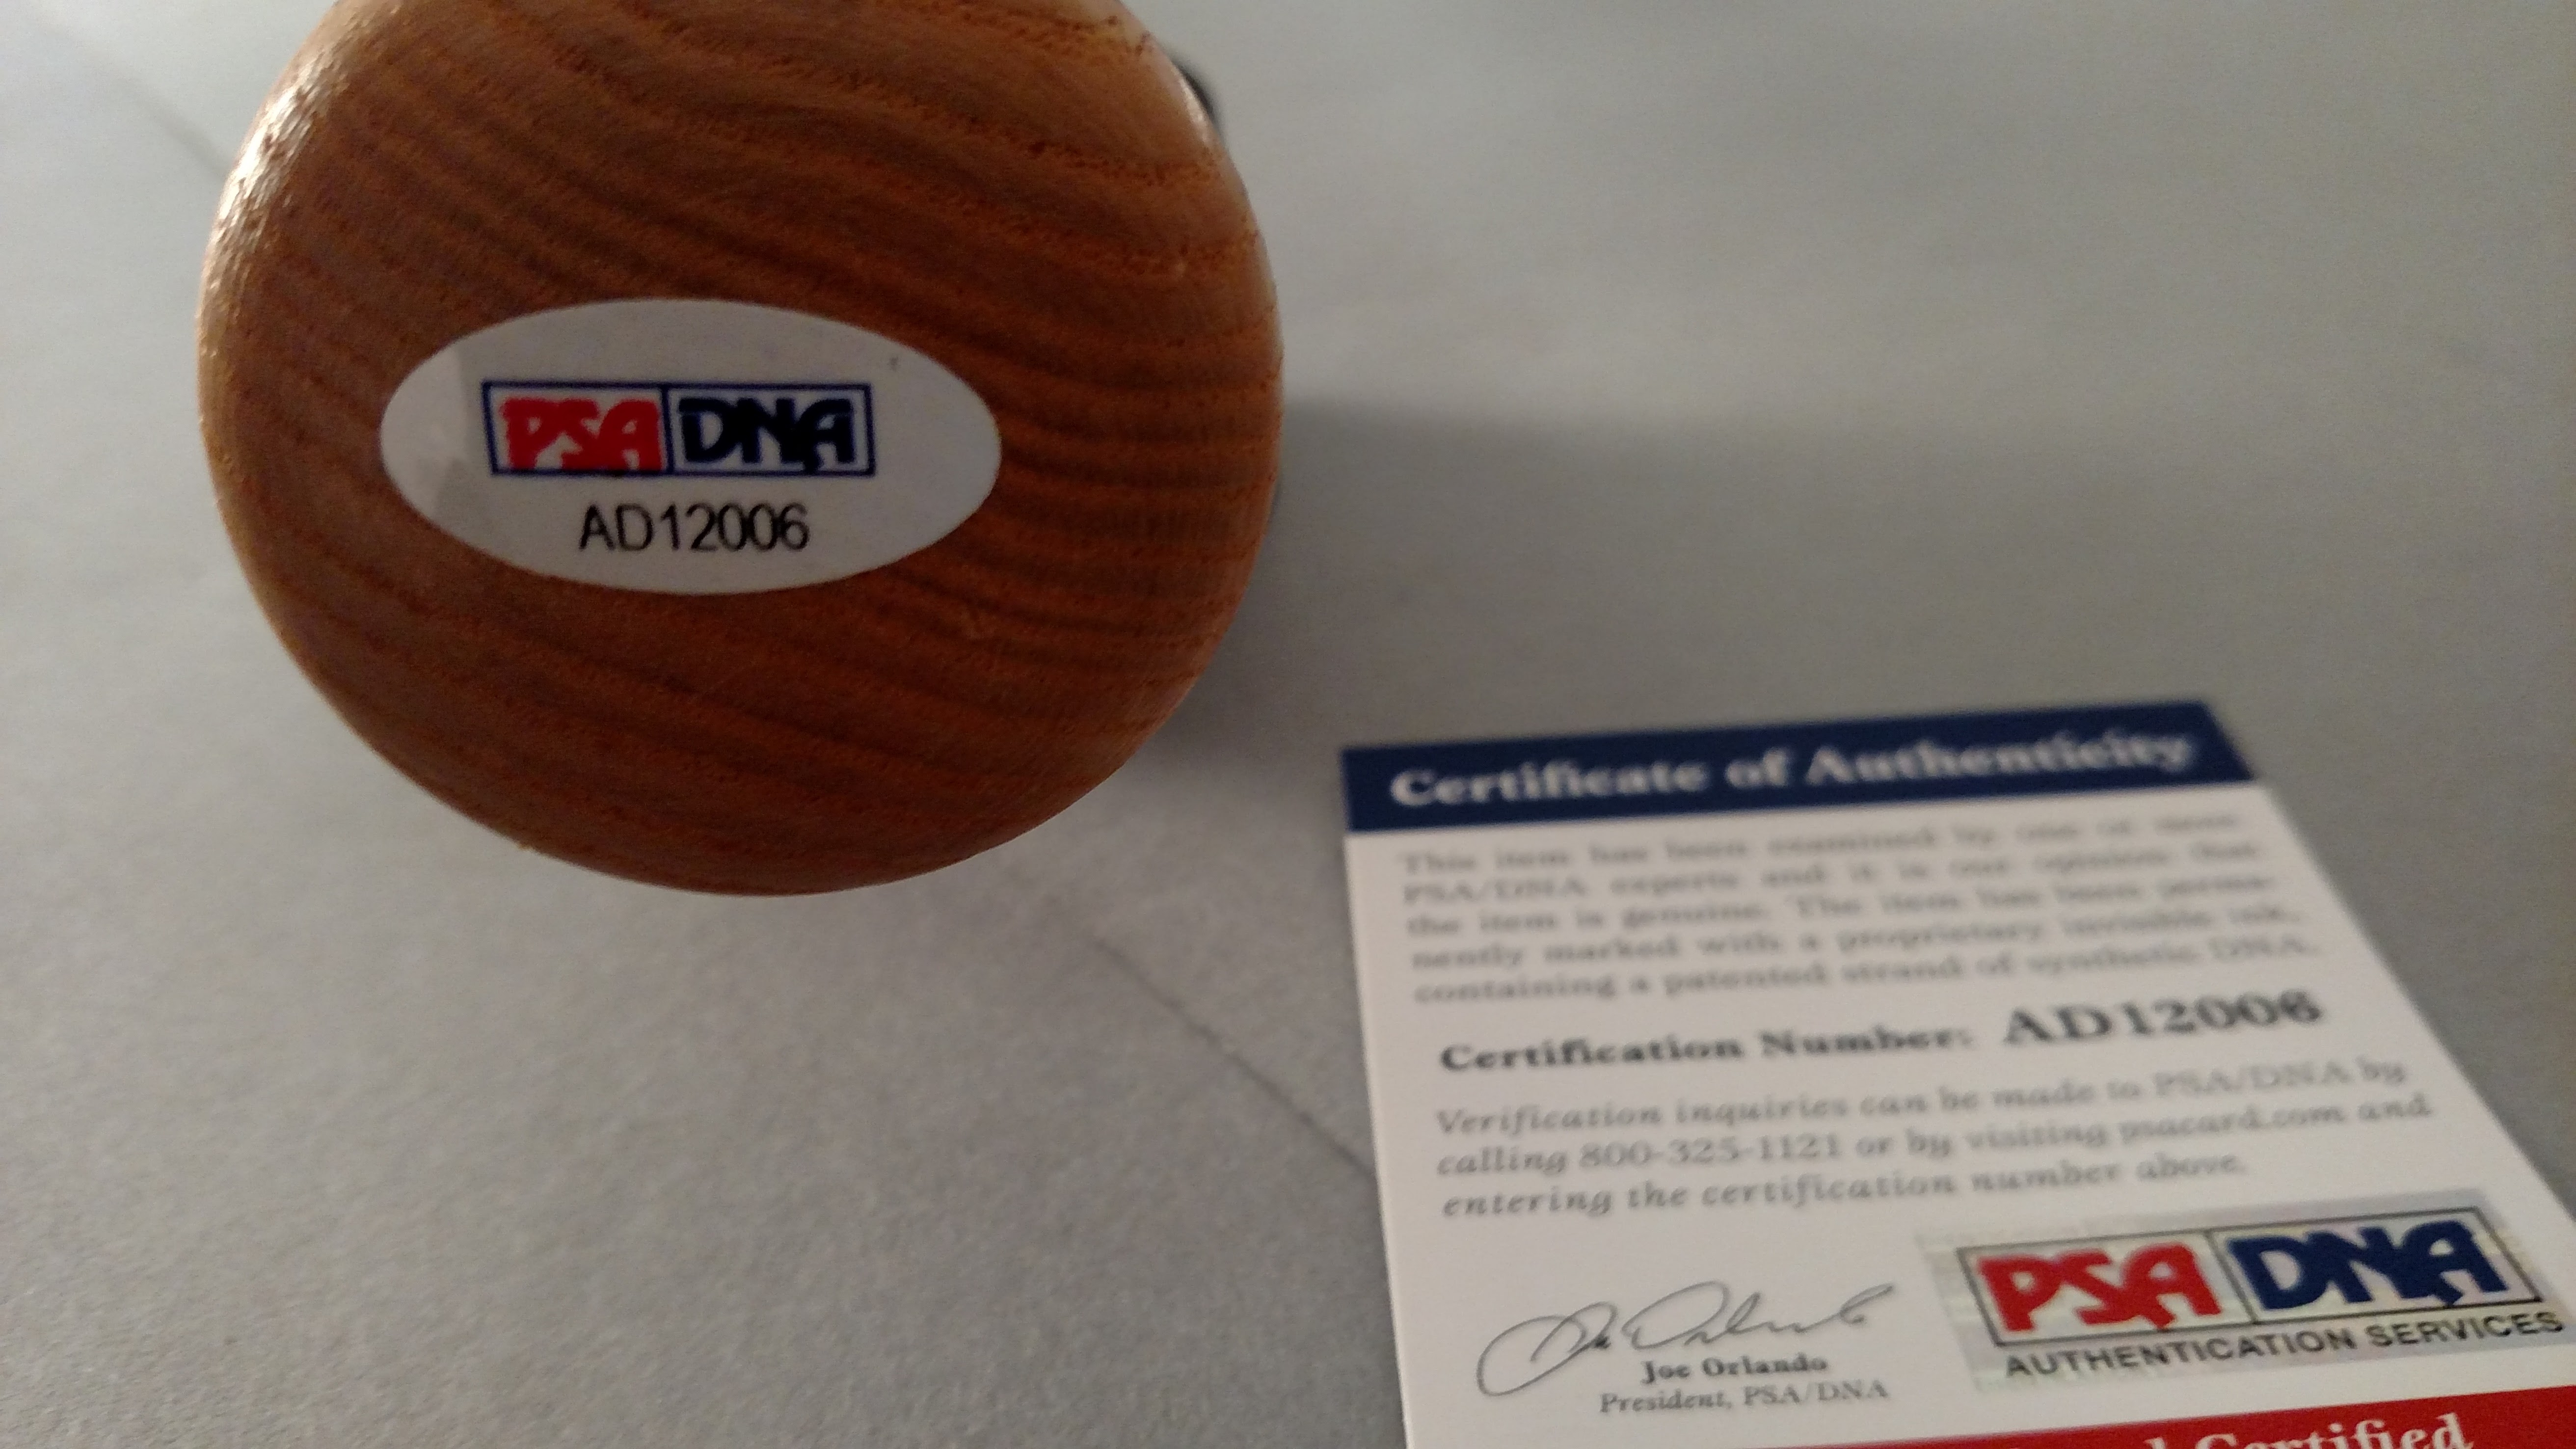 PSA DNA
AD12006
Certificate of Authenticity
This item has been examined by one or more
PSA/DNA experts and it is our opinion that
the item is genuine. The item has been perma-
nently marked with a proprietary invisible ink,
containing a patented strand of synthetic DNA.
Certification Number: AD12006
Verification inquiries can be made to PSA/DNA by
calling 800-325-1121 or by visiting psacard.com and
entering the certification number above.
Joe Orlando
President, PSA/DNA
PSA DNA
AUTHENTICATION SERVICES
Certified